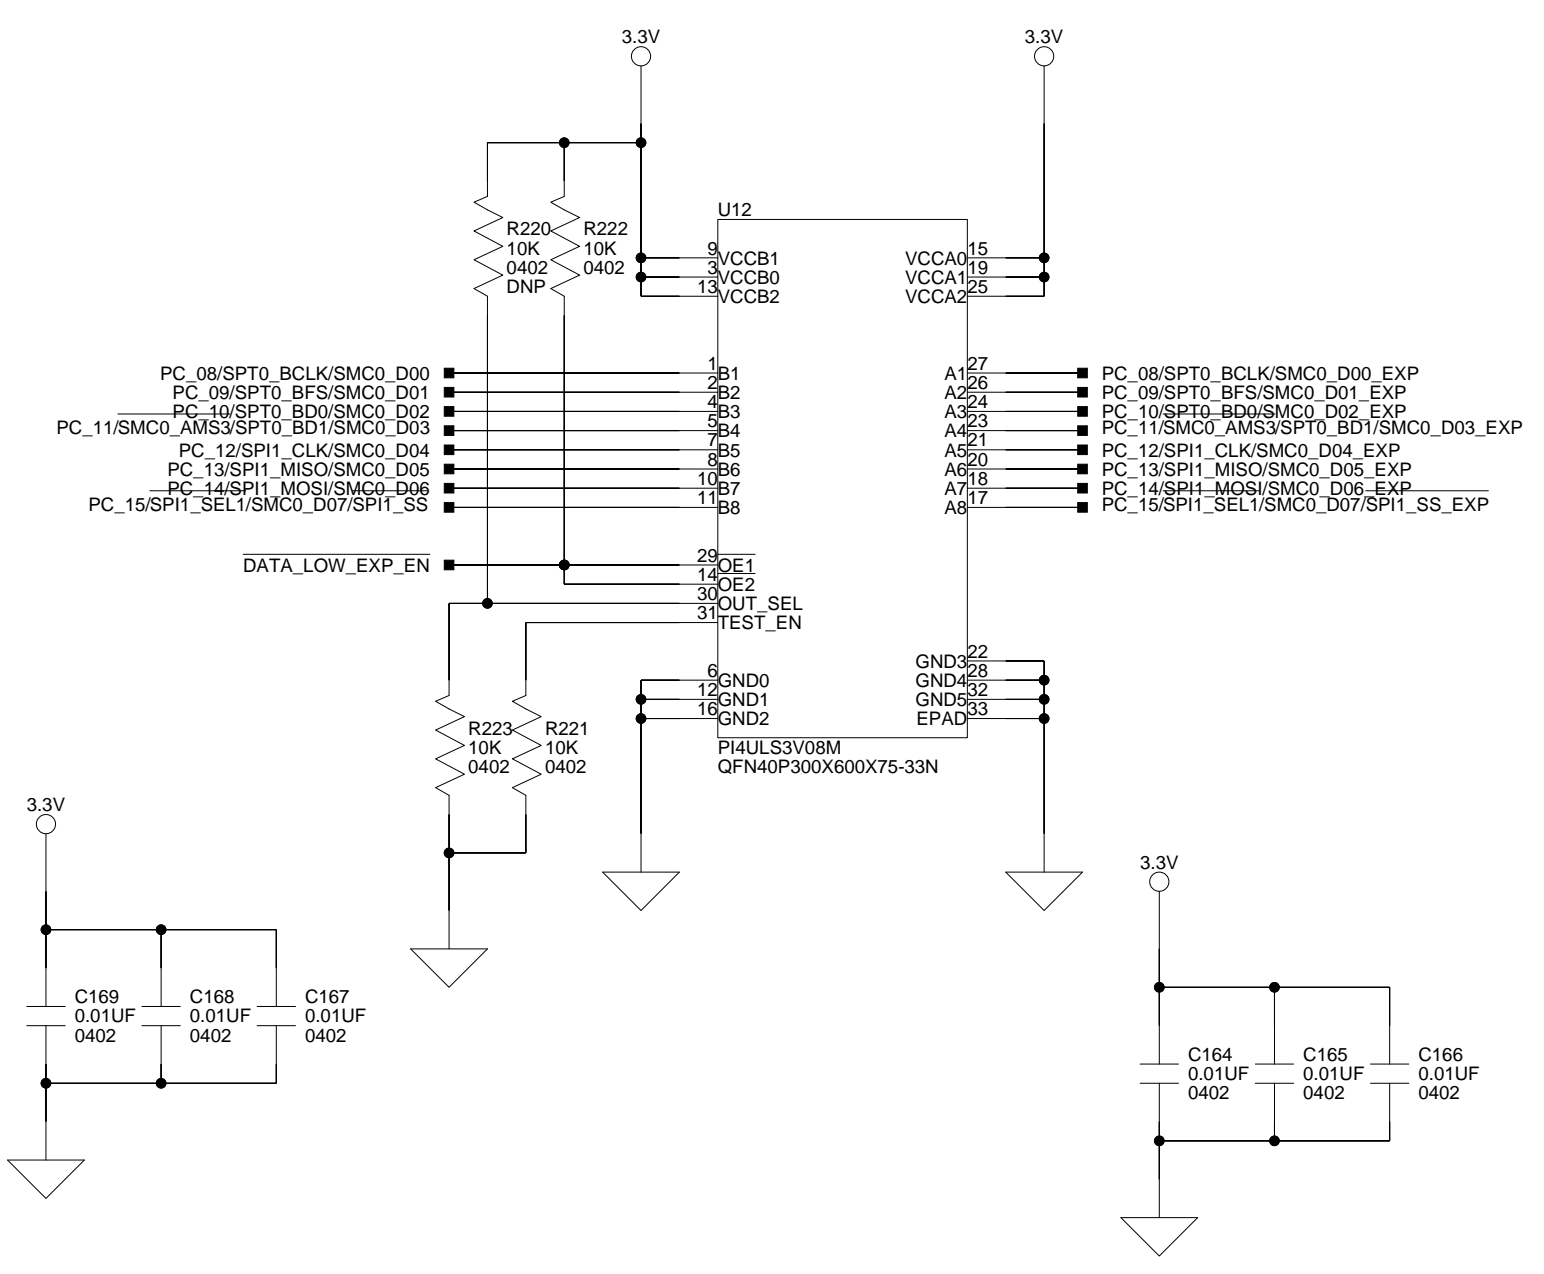 3.3V
3.3V
U12
R220
10K
0402
DNP
R222
10K
0402
9
VCCB1
3
VCCB0
13
VCCB2
VCCA0
15
VCCA1
19
VCCA2
25
PC_08/SPT0_BCLK/SMC0_D00
1
B1
PC_09/SPT0_BFS/SMC0_D01
2
B2
PC_10/SPT0_BD0/SMC0_D02
4
B3
PC_11/SMC0_AMS3/SPT0_BD1/SMC0_D03
5
B4
PC_12/SPI1_CLK/SMC0_D04
7
B5
PC_13/SPI1_MISO/SMC0_D05
8
B6
PC_14/SPI1_MOSI/SMC0_D06
10
B7
PC_15/SPI1_SEL1/SMC0_D07/SPI1_SS
11
B8
A1
27
PC_08/SPT0_BCLK/SMC0_D00_EXP
A2
26
PC_09/SPT0_BFS/SMC0_D01_EXP
A3
24
PC_10/SPT0_BD0/SMC0_D02_EXP
A4
23
PC_11/SMC0_AMS3/SPT0_BD1/SMC0_D03_EXP
A5
21
PC_12/SPI1_CLK/SMC0_D04_EXP
A6
20
PC_13/SPI1_MISO/SMC0_D05_EXP
A7
18
PC_14/SPI1_MOSI/SMC0_D06_EXP
A8
17
PC_15/SPI1_SEL1/SMC0_D07/SPI1_SS_EXP
DATA_LOW_EXP_EN
29
OE1
14
OE2
30
OUT_SEL
31
TEST_EN
6
GND0
12
GND1
16
GND2
GND3
22
GND4
28
GND5
32
EPAD
33
R223
10K
0402
R221
10K
0402
PI4ULS3V08M
QFN40P300X600X75-33N
3.3V
C169
0.01UF
0402
C168
0.01UF
0402
C167
0.01UF
0402
3.3V
C164
0.01UF
0402
C165
0.01UF
0402
C166
0.01UF
0402